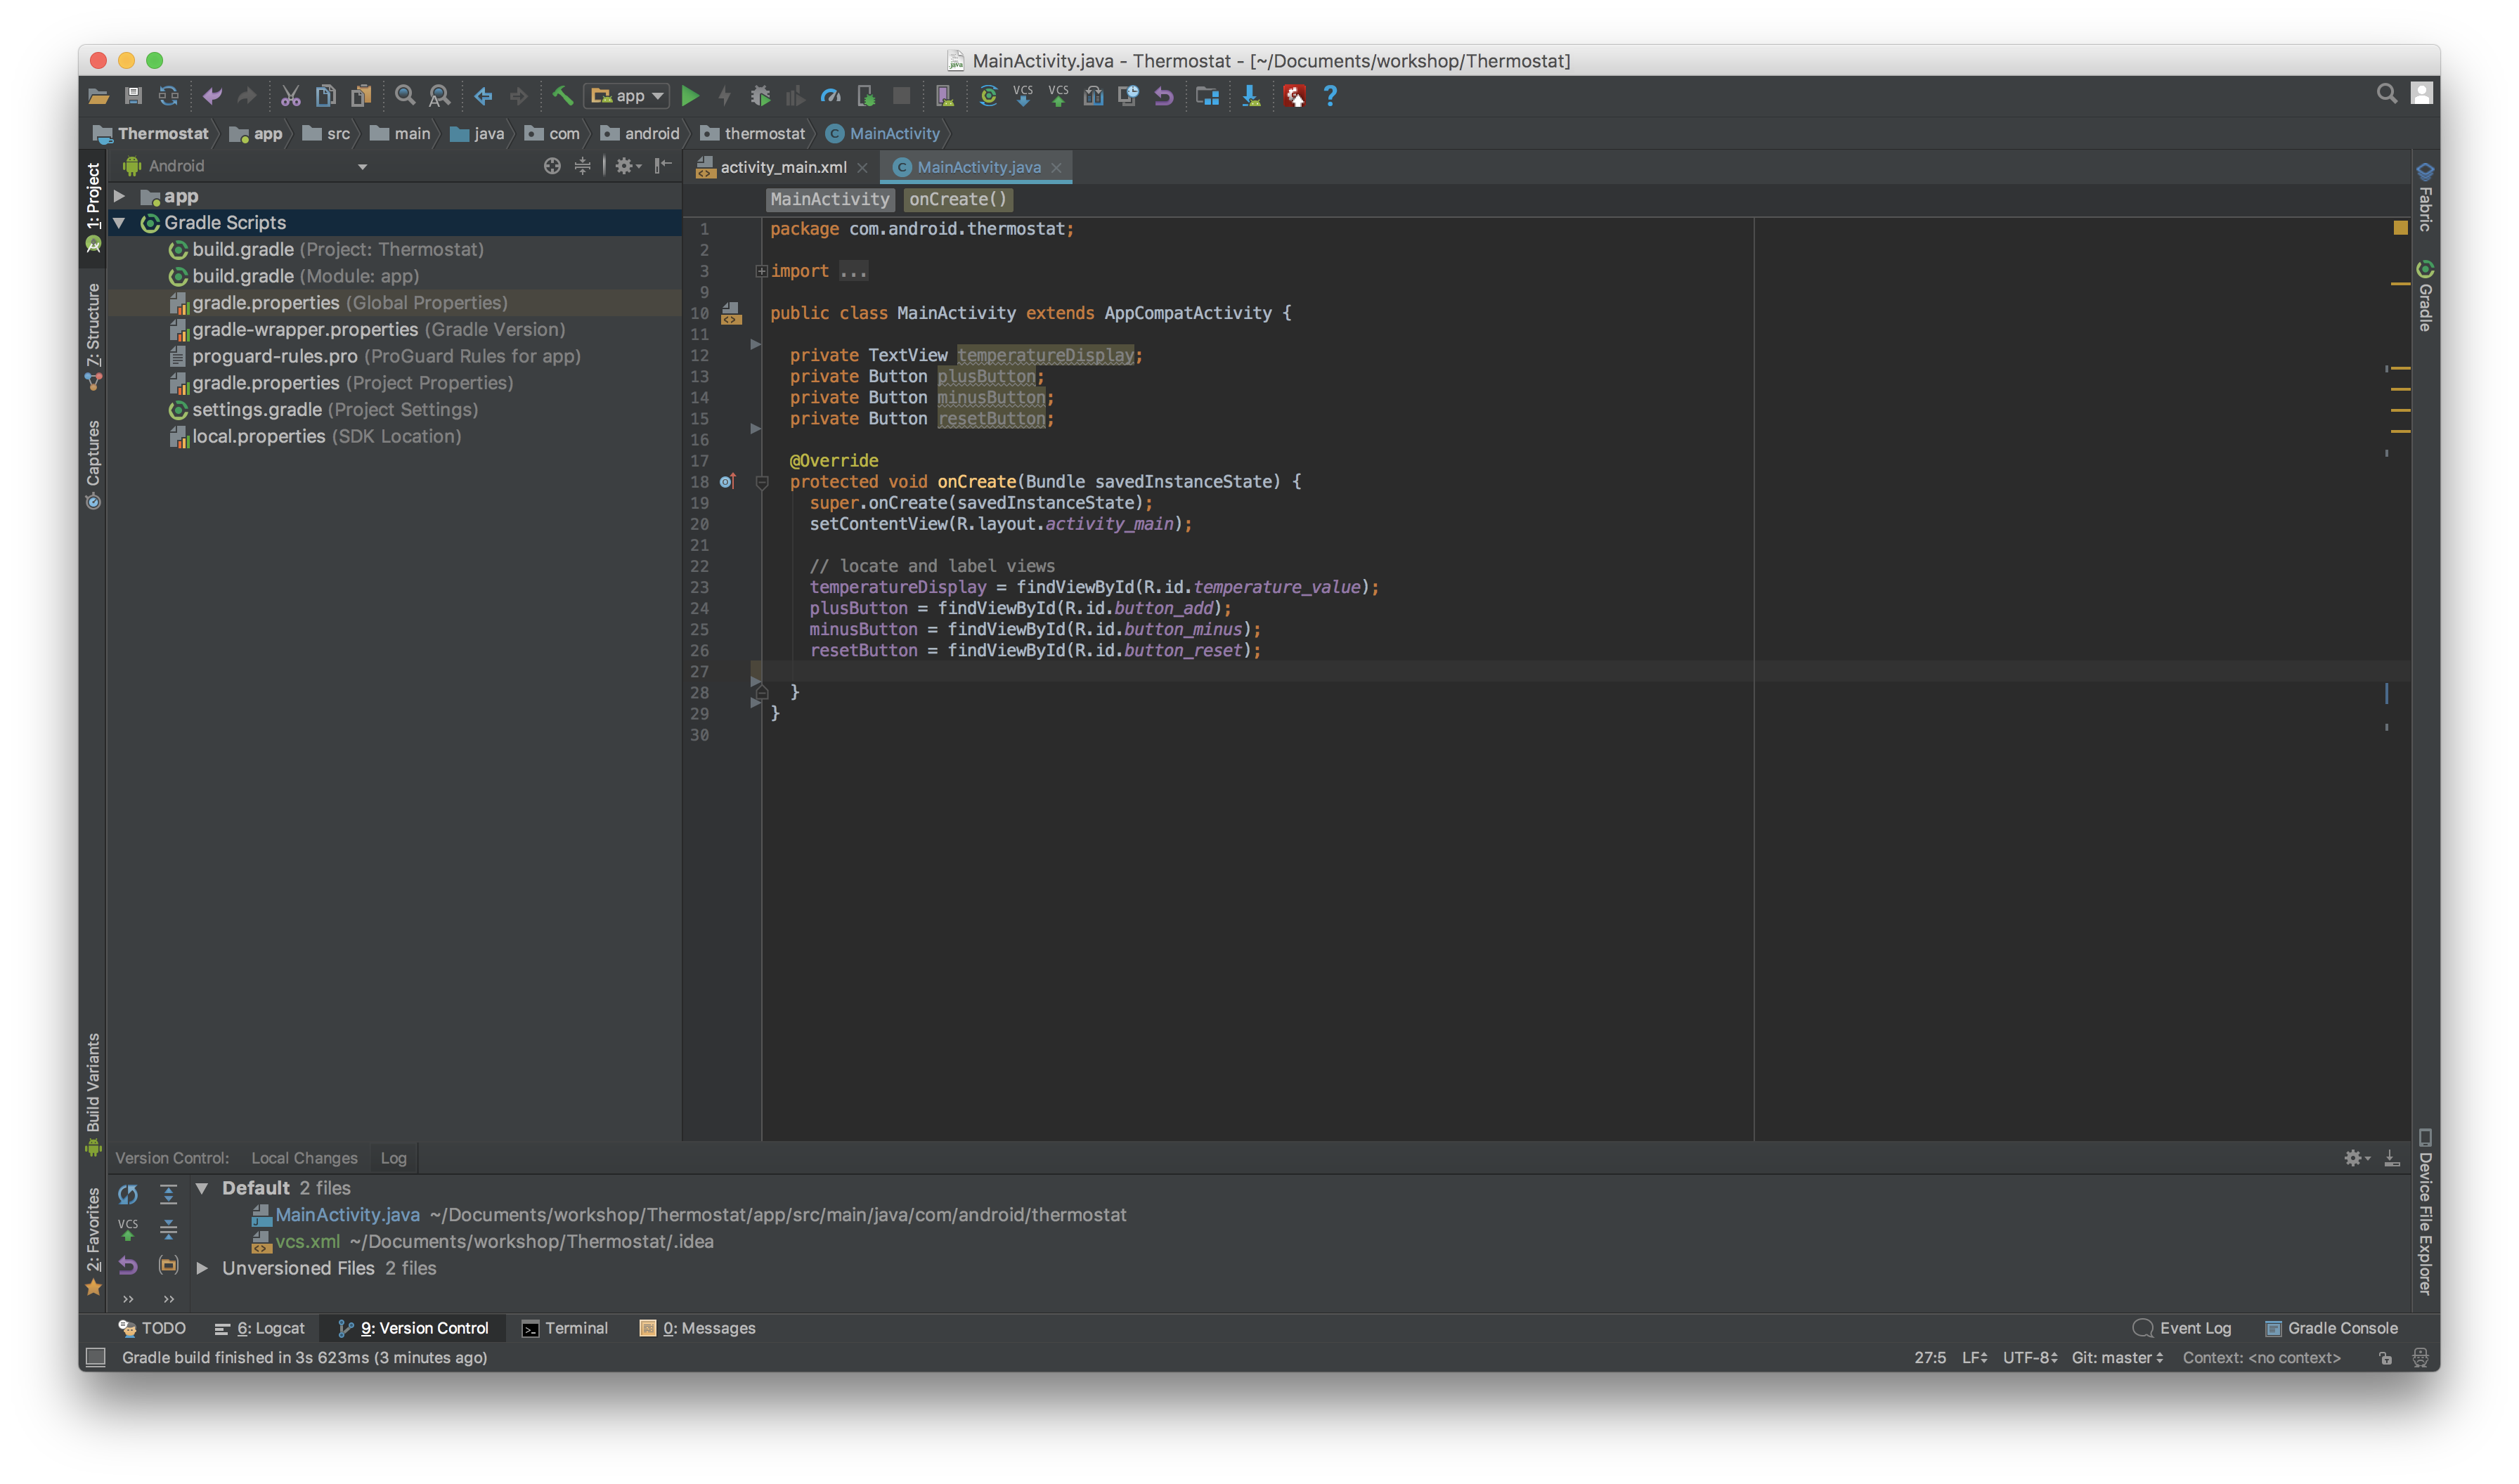 MainActivity.java - Thermostat - [~/Documents/workshop/Thermostat]
app
VCS VCS
Thermostat app src main java com android thermostat MainActivity
1: Project
Z: Structure
Captures
Build Variants
2: Favorites
Android
app
Gradle Scripts
build.gradle (Project: Thermostat)
build.gradle (Module: app)
gradle.properties (Global Properties)
gradle-wrapper.properties (Gradle Version)
proguard-rules.pro (ProGuard Rules for app)
gradle.properties (Project Properties)
settings.gradle (Project Settings)
local.properties (SDK Location)
activity_main.xml MainActivity.java
MainActivity onCreate()
1 package com.android.thermostat;
2
3 import ...
9
10 public class MainActivity extends AppCompatActivity {
11
12 private TextView temperatureDisplay;
13 private Button plusButton;
14 private Button minusButton;
15 private Button resetButton;
16
17 @Override
18 protected void onCreate(Bundle savedInstanceState) {
19 super.onCreate(savedInstanceState);
20 setContentView(R.layout.activity_main);
21
22 // locate and label views
23 temperatureDisplay = findViewById(R.id.temperature_value);
24 plusButton = findViewById(R.id.button_add);
25 minusButton = findViewById(R.id.button_minus);
26 resetButton = findViewById(R.id.button_reset);
27
28 }
29 }
30
Fabric
Gradle
Device File Explorer
Version Control: Local Changes Log
Default 2 files
MainActivity.java ~/Documents/workshop/Thermostat/app/src/main/java/com/android/thermostat
VCS
vcs.xml ~/Documents/workshop/Thermostat/.idea
Unversioned Files 2 files
TODO 6: Logcat 9: Version Control Terminal 0: Messages Event Log Gradle Console
Gradle build finished in 3s 623ms (3 minutes ago) 27:5 LF UTF-8 Git: master Context: <no context>